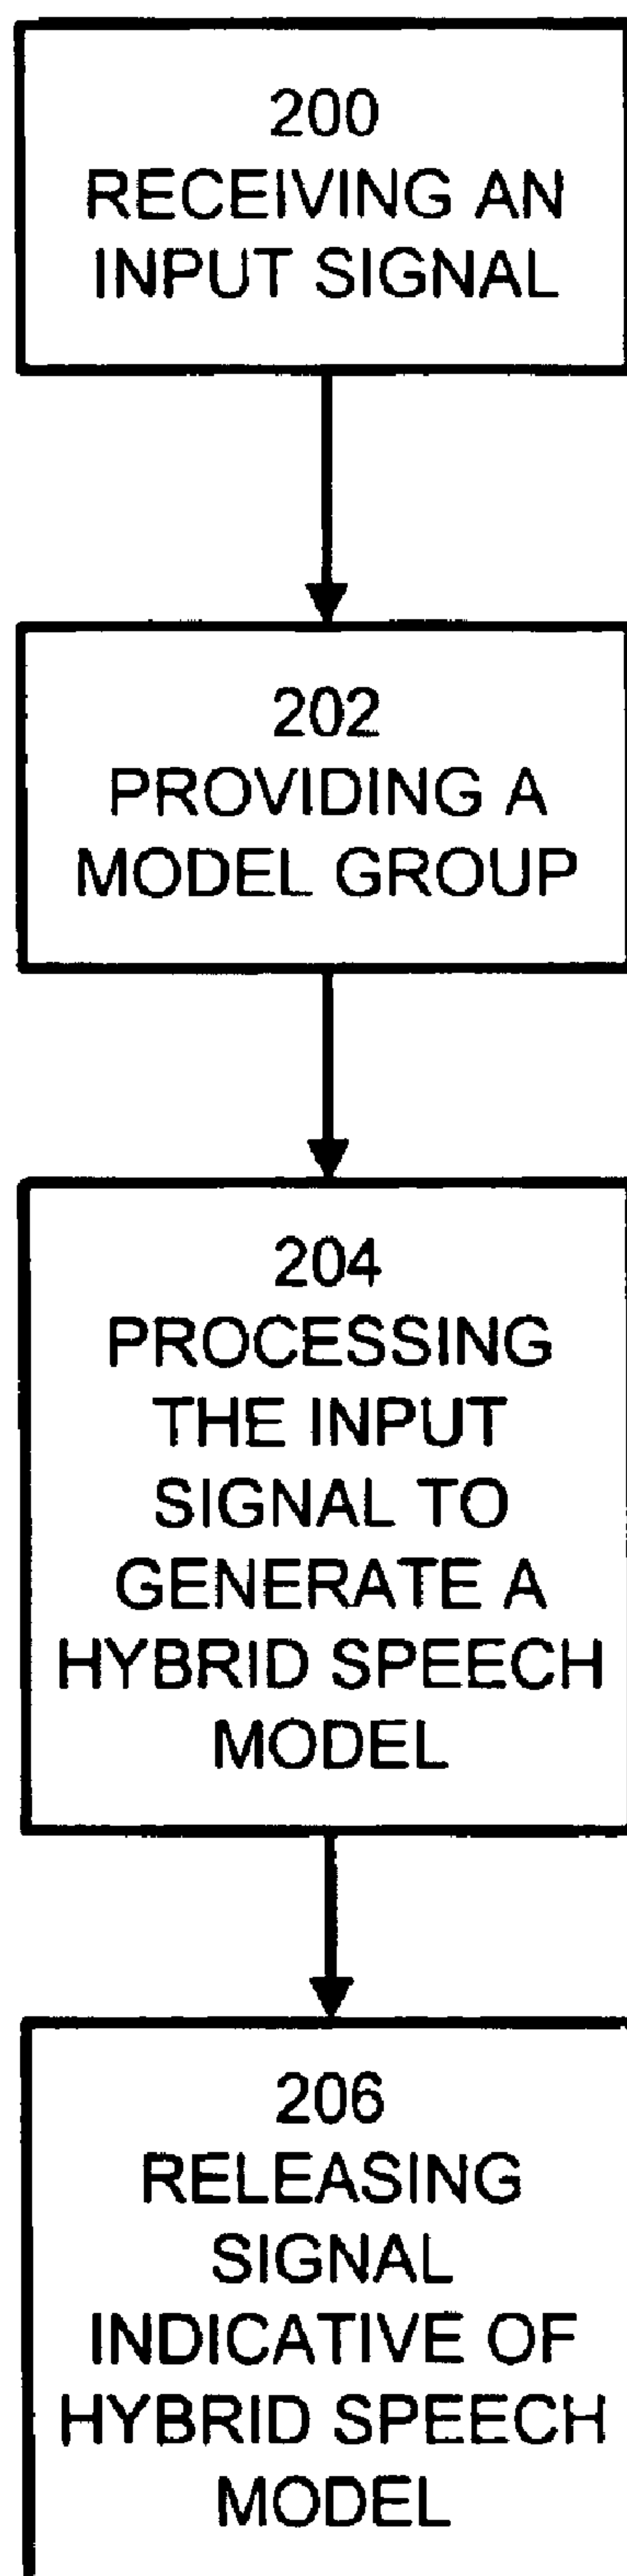 200
RECEIVING AN
INPUT SIGNAL
202
PROVIDING A
MODEL GROUP
204
PROCESSING
THE INPUT
SIGNAL TO
GENERATE A
HYBRID SPEECH
MODEL
206
RELEASING
SIGNAL
INDICATIVE OF
HYBRID SPEECH
MODEL